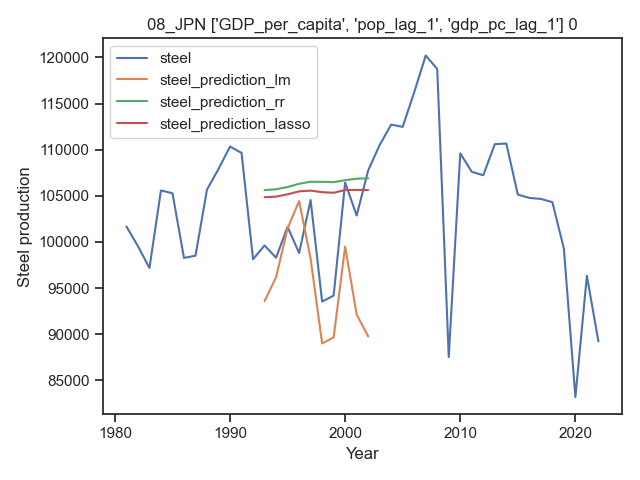 08_JPN ['GDP_per_capita', 'pop_lag_1', 'gdp_pc_lag_1'] 0
steel
steel_prediction_lm
steel_prediction_rr
steel_prediction_lasso
Steel production
120000
115000
110000
105000
100000
95000
90000
85000
1980 1990 2000 2010 2020
Year